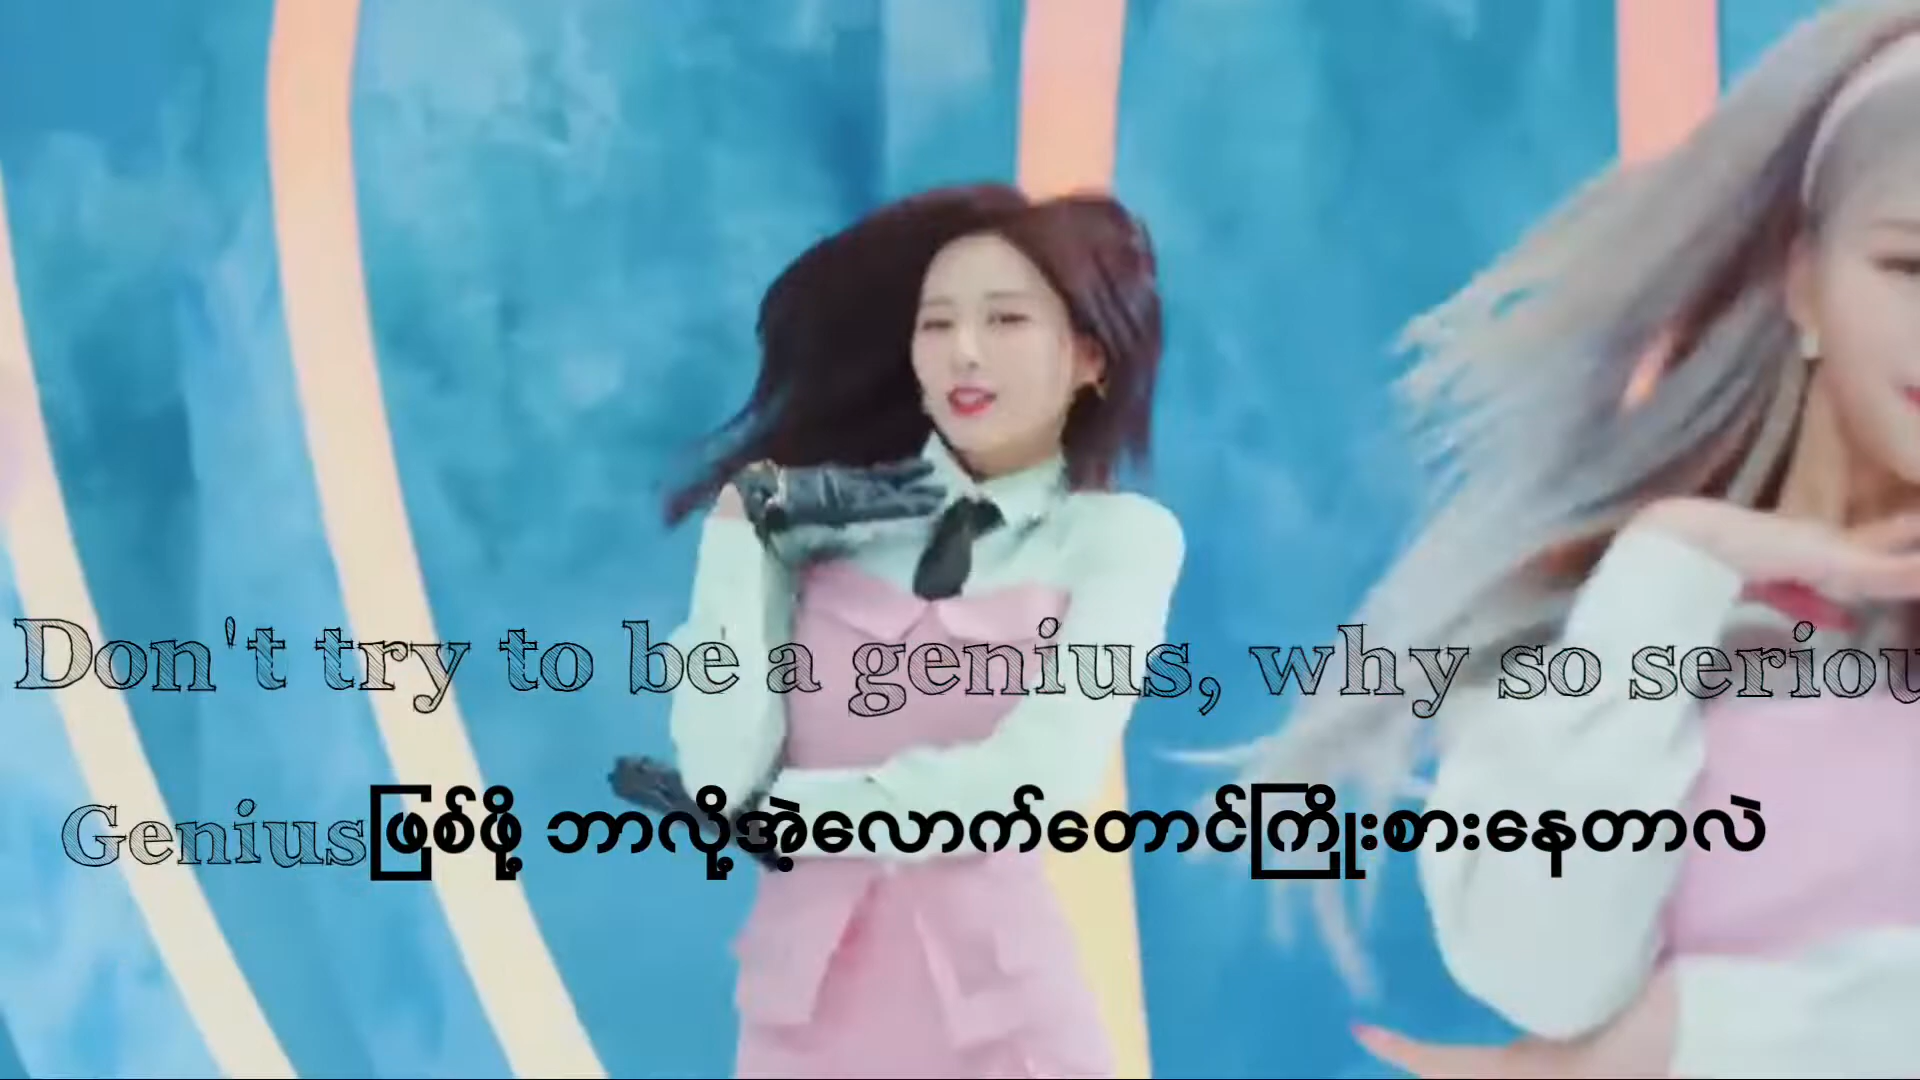 Don't try to be a genius, why so seriou
Geniusဖြစ်ဖို့ ဘာလို့အဲ့လောက်တောင်ကြိုးစားနေတာလဲ